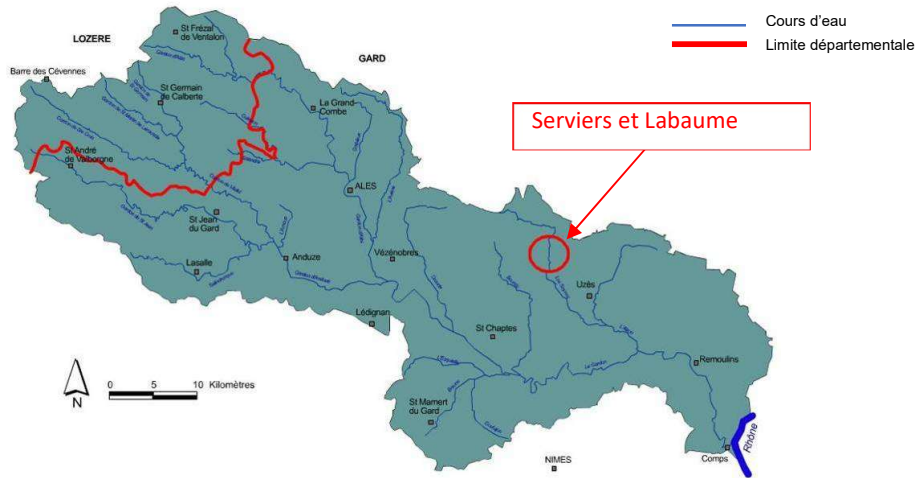 Cours d'eau
Limite départementale
LOZERE
GARD
St Frézal
de Ventalon
Barre des Cévennes
St Germain
de Calberte
La Grand
Combe
Serviers et Labaume
St André
de Valborgne
ALES
St Jean
du Gard
Lasalle
Anduze
Vézénobres
Uzès
Lédignan
St Chaptes
Remoulins
0 5 10 Kilomètres
N
St Mamert
du Gard
Le Gardon
Comps
Rhône
NIMES